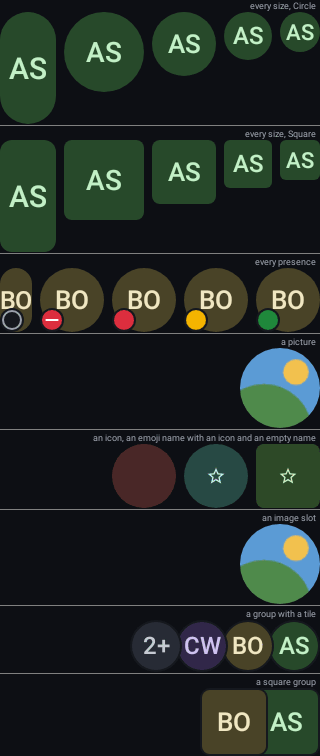 every size, Circle
AS AS AS AS AS
every size, Square
AS AS AS AS AS
every presence
BO BO BO BO BO
a picture
an icon, an emoji name with an icon and an empty name
an image slot
a group with a tile
2+ CW BO AS
a square group
BO AS